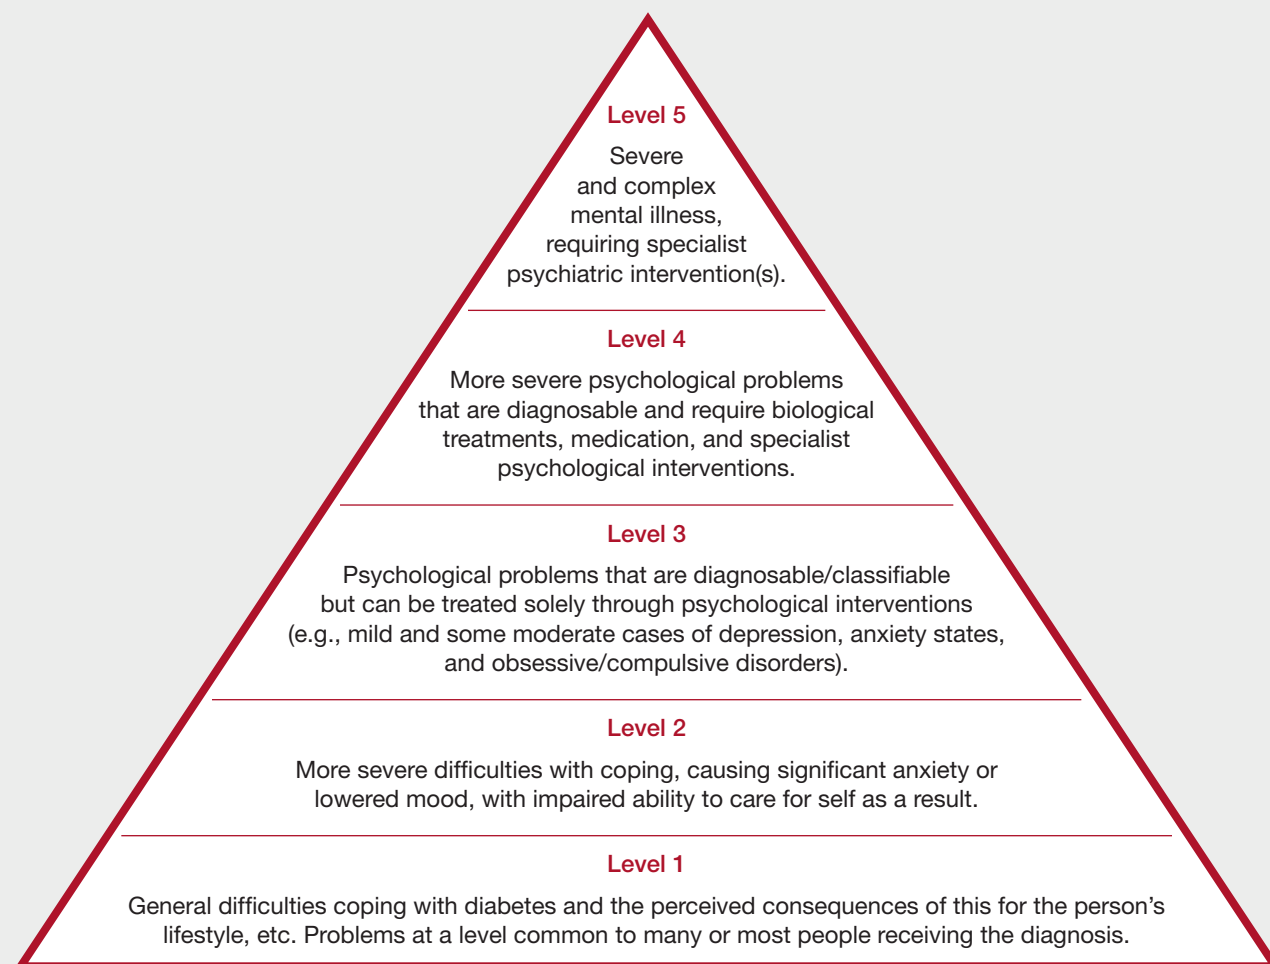 Level 5
Severe
and complex
mental illness,
requiring specialist
psychiatric intervention(s).
Level 4
More severe psychological problems
that are diagnosable and require biological
treatments, medication, and specialist
psychological interventions.
Level 3
Psychological problems that are diagnosable/classifiable
but can be treated solely through psychological interventions
(e.g., mild and some moderate cases of depression, anxiety states,
and obsessive/compulsive disorders).
Level 2
More severe difficulties with coping, causing significant anxiety or
lowered mood, with impaired ability to care for self as a result.
Level 1
General difficulties coping with diabetes and the perceived consequences of this for the person’s
lifestyle, etc. Problems at a level common to many or most people receiving the diagnosis.